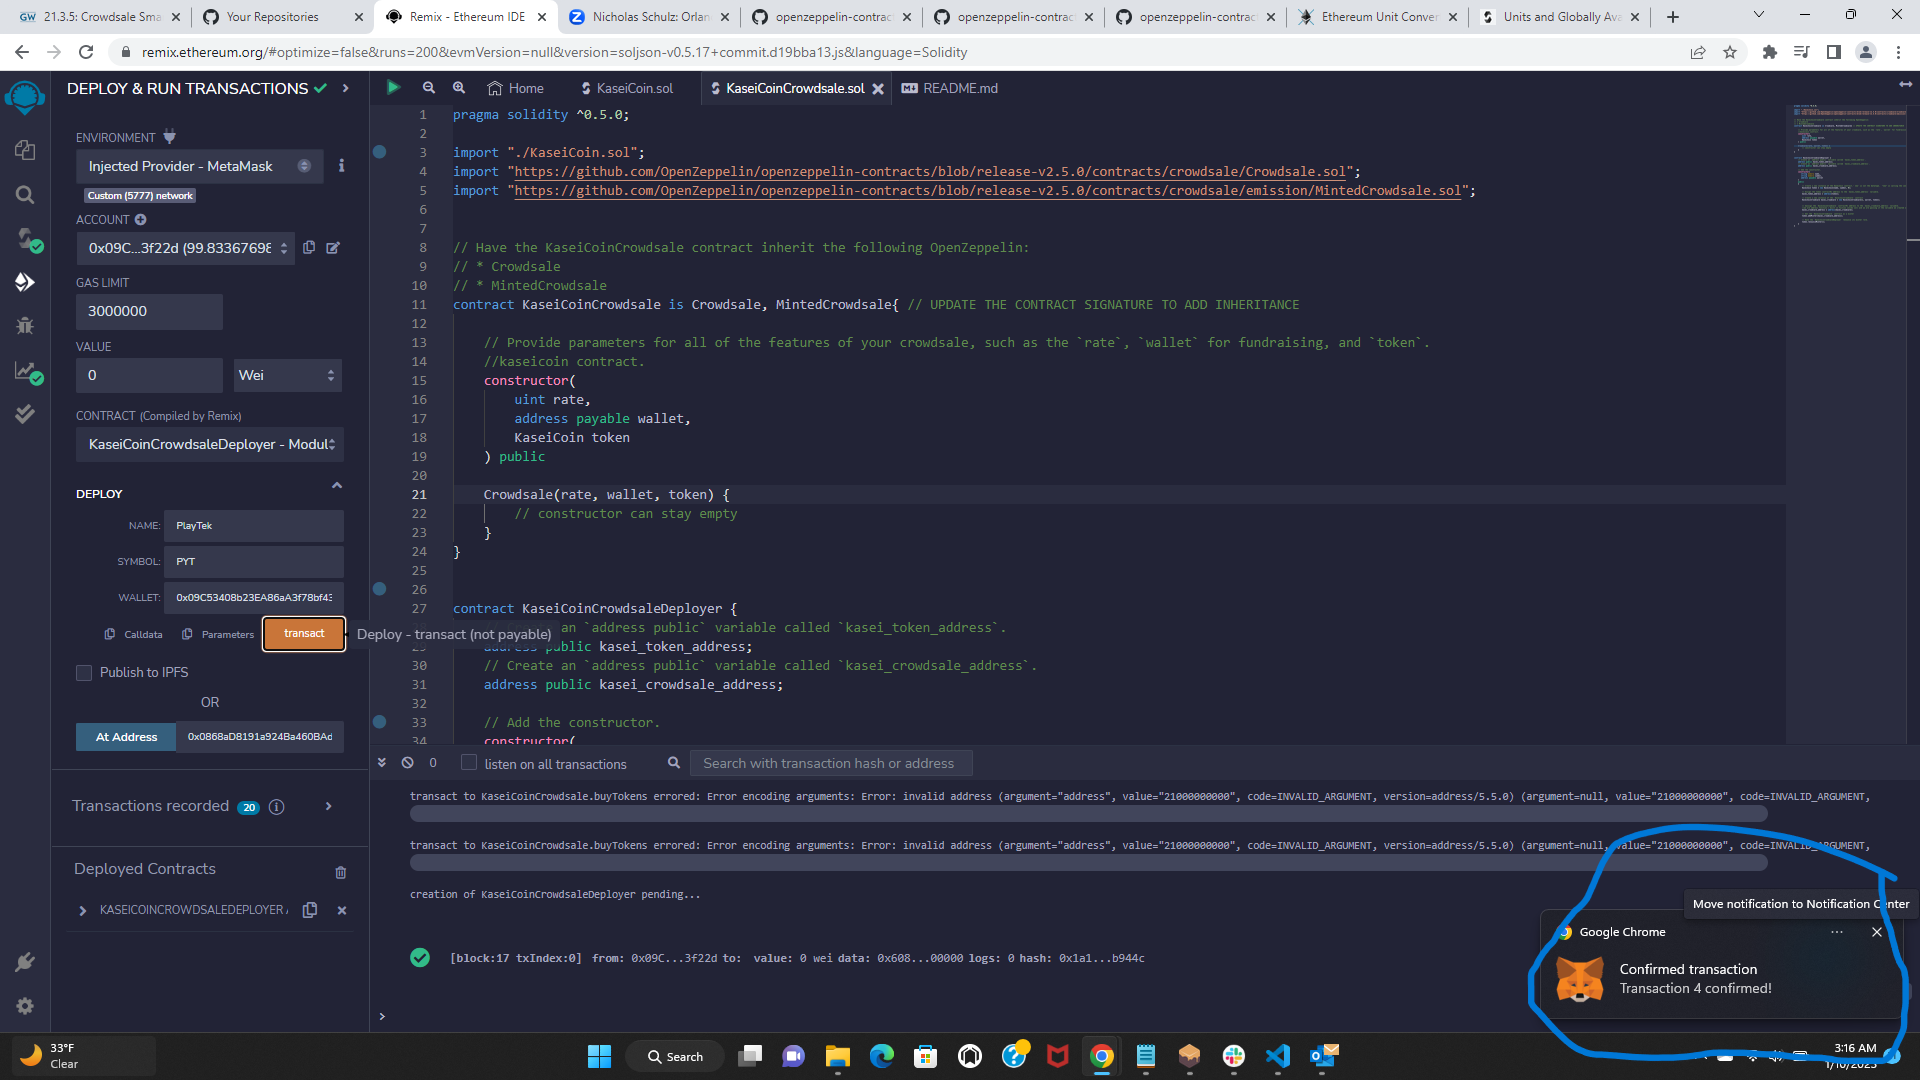 21.3.5: Crowdsale Sma
Your Repositories
Remix - Ethereum IDE
Nicholas Schulz: Orlan
openzeppelin-contrac
openzeppelin-contrac
openzeppelin-contrac
Ethereum Unit Conver
Units and Globally Ava
remix.ethereum.org/#optimize=false&runs=200&evmVersion=null&version=soljson-v0.5.17+commit.d19bba13.js&language=Solidity
DEPLOY & RUN TRANSACTIONS
ENVIRONMENT
Injected Provider - MetaMask
Custom (5777) network
ACCOUNT
0x09C...3f22d (99.83367698
GAS LIMIT
3000000
VALUE
0
Wei
CONTRACT (Compiled by Remix)
KaseiCoinCrowdsaleDeployer - Modul
DEPLOY
NAME: PlayTek
SYMBOL: PYT
WALLET: 0x09C53408b23EA86aA3f78bf43
Calldata
Parameters
transact
Deploy - transact (not payable)
Publish to IPFS
OR
At Address
0x0868aD8191a924Ba460BAd
Transactions recorded 20
Deployed Contracts
KASEICOINCROWDSALEDEPLOYER
Home
KaseiCoin.sol
KaseiCoinCrowdsale.sol
README.md
1 pragma solidity ^0.5.0;
2
3 import "./KaseiCoin.sol";
4 import "https://github.com/OpenZeppelin/openzeppelin-contracts/blob/release-v2.5.0/contracts/crowdsale/Crowdsale.sol";
5 import "https://github.com/OpenZeppelin/openzeppelin-contracts/blob/release-v2.5.0/contracts/crowdsale/emission/MintedCrowdsale.sol";
6
7
8 // Have the KaseiCoinCrowdsale contract inherit the following OpenZeppelin:
9 // * Crowdsale
10 // * MintedCrowdsale
11 contract KaseiCoinCrowdsale is Crowdsale, MintedCrowdsale{ // UPDATE THE CONTRACT SIGNATURE TO ADD INHERITANCE
12
13 // Provide parameters for all of the features of your crowdsale, such as the `rate`, `wallet` for fundraising, and `token`.
14 //kaseicoin contract.
15 constructor(
16 uint rate,
17 address payable wallet,
18 KaseiCoin token
19 ) public
20
21 Crowdsale(rate, wallet, token) {
22 // constructor can stay empty
23 }
24 }
25
26
27 contract KaseiCoinCrowdsaleDeployer {
an `address public` variable called `kasei_token_address`.
address public kasei_token_address;
30 // Create an `address public` variable called `kasei_crowdsale_address`.
31 address public kasei_crowdsale_address;
32
33 // Add the constructor.
34 constructor(
0
listen on all transactions
Search with transaction hash or address
transact to KaseiCoinCrowdsale.buyTokens errored: Error encoding arguments: Error: invalid address (argument="address", value="21000000000", code=INVALID_ARGUMENT, version=address/5.5.0) (argument=null, value="21000000000", code=INVALID_ARGUMENT,
transact to KaseiCoinCrowdsale.buyTokens errored: Error encoding arguments: Error: invalid address (argument="address", value="21000000000", code=INVALID_ARGUMENT, version=address/5.5.0) (argument=null, value="21000000000", code=INVALID_ARGUMENT,
creation of KaseiCoinCrowdsaleDeployer pending...
[block:17 txIndex:0] from: 0x09C...3f22d to: value: 0 wei data: 0x608...00000 logs: 0 hash: 0x1a1...b944c
>
Move notification to Notification Center
Google Chrome
Confirmed transaction
Transaction 4 confirmed!
33°F
Clear
Search
3:16 AM
1/10/2023